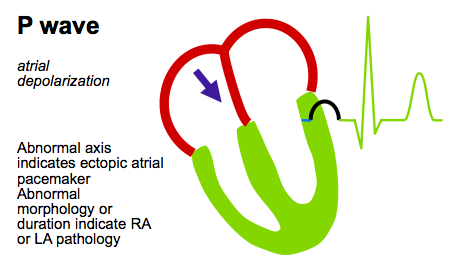 P wave
atrial
depolarization
Abnormal axis
indicates ectopic atrial
pacemaker
Abnormal
morphology or
duration indicate RA
or LA pathology